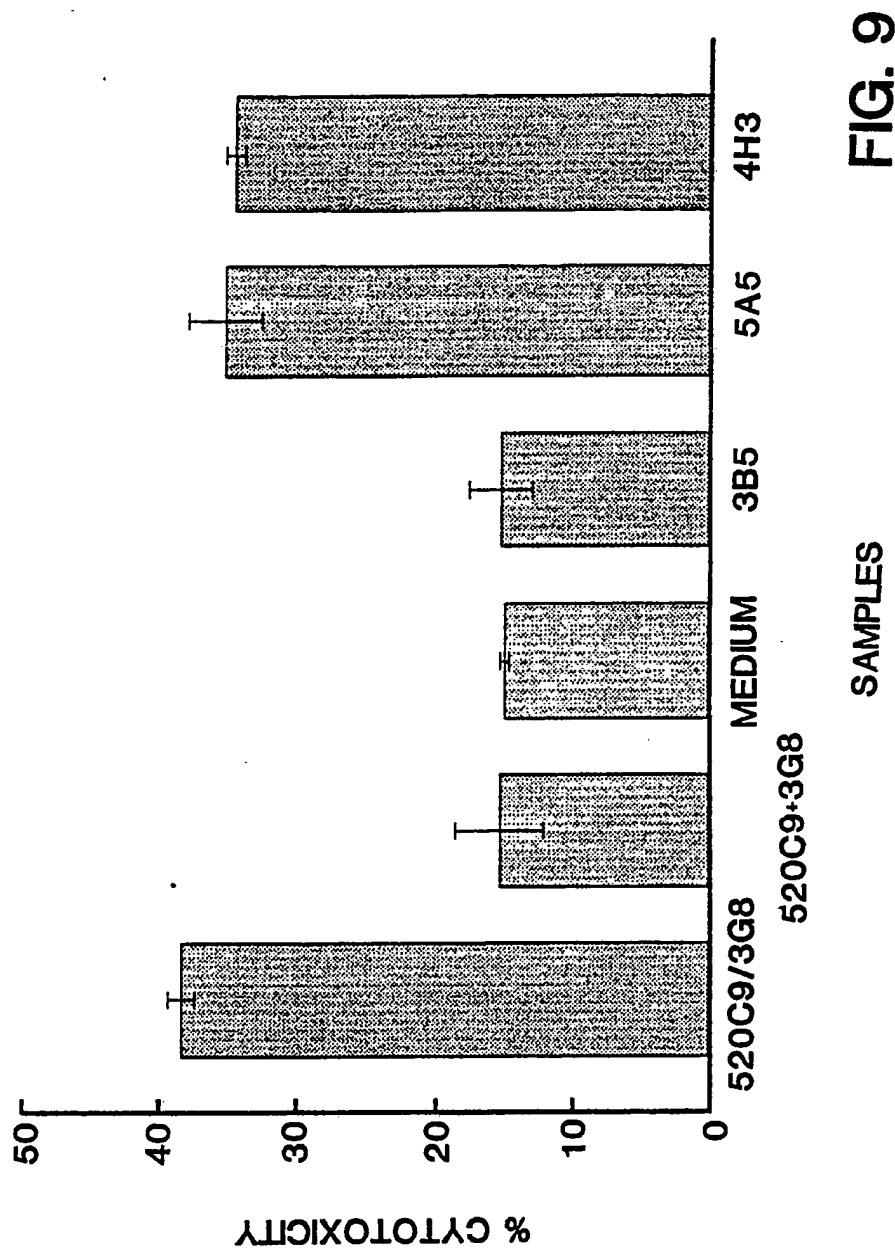 % CYTOTOXICITY
50
40
30
20
10
0
520C9/3G8
520C9+3G8
MEDIUM
3B5
5A5
4H3
SAMPLES
FIG. 9